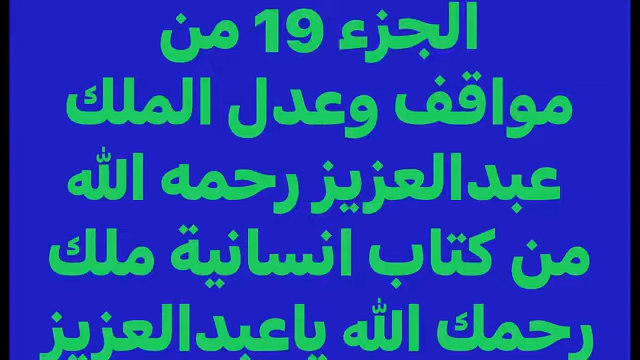 الجزء 19 من
مواقف وعدل الملك
عبدالعزيز رحمه الله
من كتاب انسانية ملك
رحمك الله ياعبدالعزيز